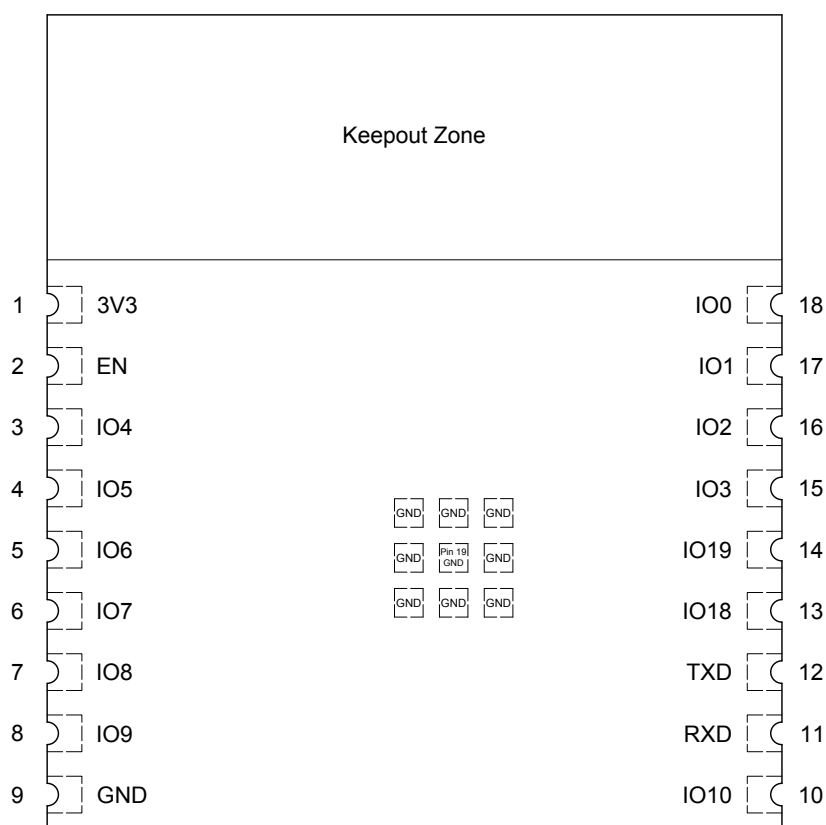 Keepout Zone
1 3V3 IO0 18
2 EN IO1 17
3 IO4 IO2 16
4 IO5 IO3 15
GND GND GND
5 IO6 IO19 14
GND Pin 19 GND GND
6 IO7 IO18 13
GND GND GND
7 IO8 TXD 12
8 IO9 RXD 11
9 GND IO10 10